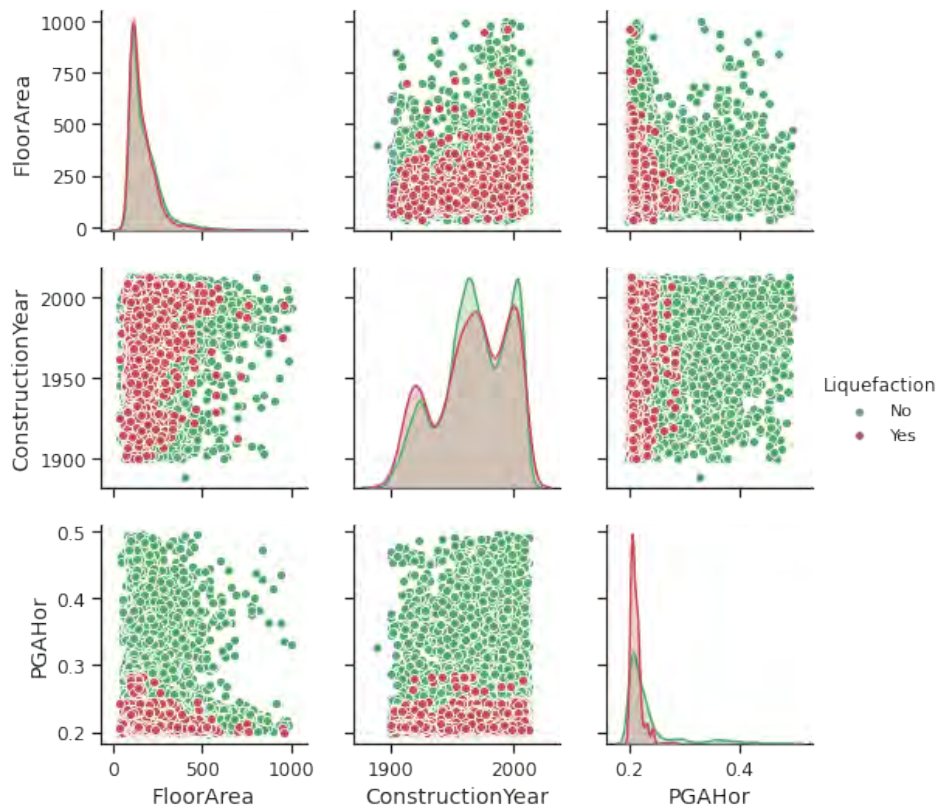 1000
750
500
250
0
FloorArea
2000
1950
1900
ConstructionYear
Liquefaction
No
Yes
0.5
0.4
0.3
0.2
PGAHor
0 500 1000
1900 2000
0.2 0.4
FloorArea
ConstructionYear
PGAHor